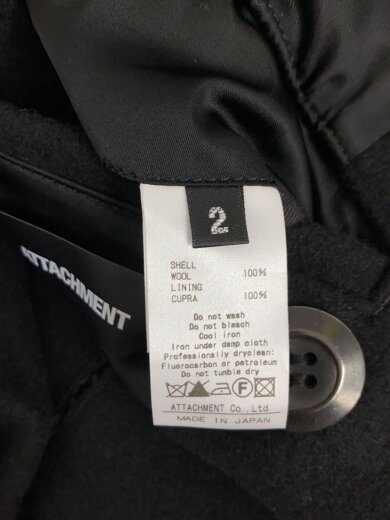 2
SHELL
WOOL 100%
LINING
CUPRA 100%
Do not wash
Do not bleach
Cool iron
Iron under damp cloth
Professionally dryclean:
Fluorocarbon or petroleum
Do not tumble dry
F
ATTACHMENT Co.,Ltd.
MADE IN JAPAN
ATTACHMENT